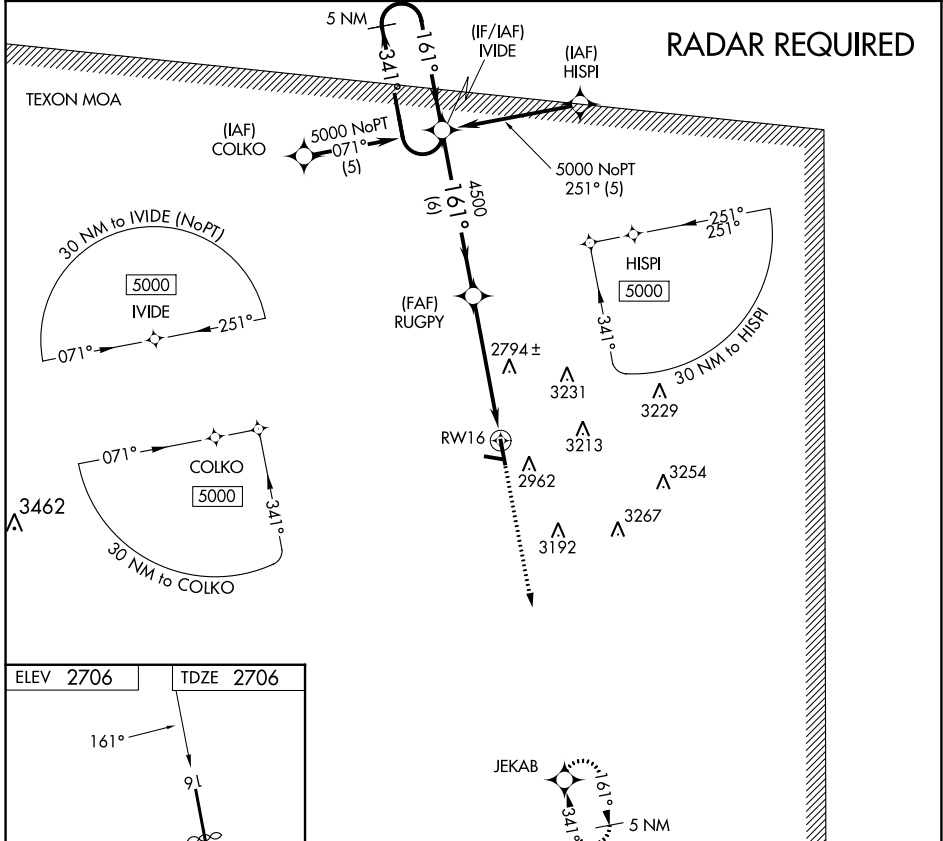 RADAR REQUIRED
5 NM
161°
341°
(IF/IAF)
IVIDE
(IAF)
HISPI
TEXON MOA
(IAF)
COLKO
5000 NoPT
071°
(5)
5000 NoPT
251° (5)
4500
161°
(6)
30 NM to IVIDE (NoPT)
5000
IVIDE
071°
251°
251°
251°
HISPI
5000
341°
30 NM to HISPI
(FAF)
RUGPY
2794±
3231
3229
3213
RW16
2962
3254
3267
3192
071°
COLKO
5000
341°
30 NM to COLKO
3462
ELEV 2706
TDZE 2706
161°
16
JEKAB
161°
341°
5 NM